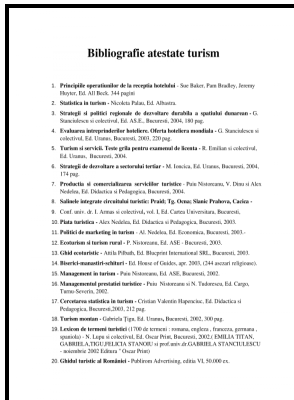 Bibliografie atestate turism
1. Principiile operatiunilor de la receptia hotelului - Sue Baker, Pam Bradley, Jeremy
Huyter, Ed. All Beck. 344 pagini
2. Statistica in turism - Nicoleta Palau, Ed. Albastra.
3. Strategii si politici regionale de dezvoltare durabila a spatiului dunarean - G.
Stanciulescu si colectivul, Ed. AS.E., Bucuresti, 2004, 180 pag.
4. Evaluarea intreprinderilor hoteliere. Oferta hoteliera mondiala - G. Stanciulescu si
colectivul, Ed. Uranus, Bucuresti, 2003, 220 pag.
5. Turism si servicii. Teste grila pentru examenul de licenta - R. Emilian si colectivul,
Ed. Uranus, Bucuresti, 2004.
6. Strategii de dezvoltare a sectorului tertiar - M. Ioncica, Ed. Uranus, Bucuresti, 2004,
174 pag.
7. Productia si comercializarea serviciilor turistice - Puiu Nistoreanu, V. Dinu si Alex
Nedelea, Ed. Didactica si Pedagogica, Bucuresti, 2004.
8. Salinele integrate circuitului turistic: Praid; Tg. Ocna; Slanic Prahova, Cacica -
9. Conf. univ. dr. I. Armas si colectivul, vol. I, Ed. Cartea Universitara, Bucuresti,
10. Piata turistica - Alex Nedelea, Ed. Didactica si Pedagogica, Bucuresti, 2003.
11. Politici de marketing in turism - Al. Nedelea, Ed. Economica, Bucuresti, 2003 -
12. Ecoturism si turism rural - P. Nistoreanu, Ed. ASE - Bucuresti, 2003.
13. Ghid ecoturistic - Attila Pilbath, Ed. Blueprint International SRL, Bucuresti, 2003.
14. Biserici-manastiri-schituri - Ed. House of Guides, apr. 2003, (244 asezari religioase).
15. Management in turism - Puiu Nistoreanu, Ed. ASE, Bucuresti, 2002.
16. Managementul prestatiei turistice - Puiu Nistoreanu si N. Tudorescu, Ed. Cargo,
Turnu-Severin, 2002.
17. Cercetarea statistica in turism - Cristian Valentin Hapenciuc, Ed. Didactica si
Pedagogica, Bucuresti,2003, 212 pag.
18. Turism montan - Gabriela Ţigu, Ed. Uranus, Bucuresti, 2002, 300 pag.
19. Lexicon de termeni turistici (1700 de termeni : romana, engleza , franceza, germana ,
spaniola) - N. Lupu si colectivul, Ed. Oscar Print, Bucuresti, 2002,( EMILIA TITAN,
GABRIELA,TIGU,FELICIA STANCIU si prof.univ.dr.GABRIELA STANCIULESCU
- noiembrie 2002 Editura " Oscar Print)
20. Ghidul turistic al României - Publirom Advertising, editia VI, 50.000 ex.